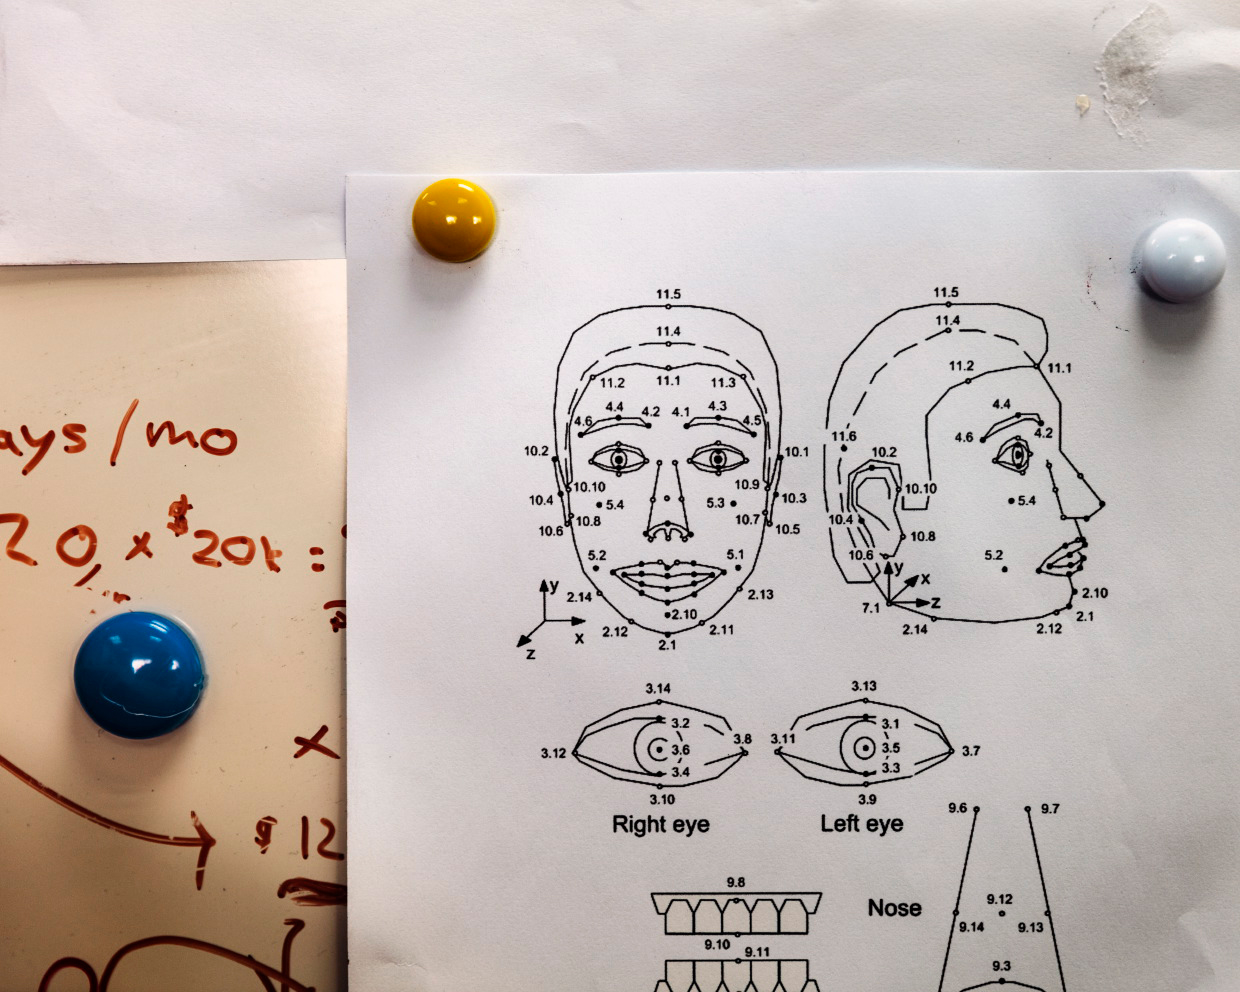 ays/mo
20, x $20k =
x
$12
11.5
11.4
11.2 11.1 11.3
4.6 4.4 4.2 4.1 4.3 4.5
10.2 10.1
10.10 10.9
10.4 5.4 5.3 10.3
10.6 10.8 10.7 10.5
5.2 5.1
2.14 2.13
2.12 2.10 2.11
2.1
y
x
z
11.5
11.4
11.2 11.1
4.4
4.6 4.2
11.6 10.2
10.10 5.4
10.4
10.8
10.6 5.2
y
x
z
7.1
2.10
2.14 2.12 2.1
3.14
3.2
3.12 3.6 3.8
3.4
3.10
Right eye
3.13
3.1
3.11 3.5 3.7
3.3
3.9
Left eye
9.8
9.10 9.11
Nose
9.6 9.7
9.12
9.14 9.13
9.3